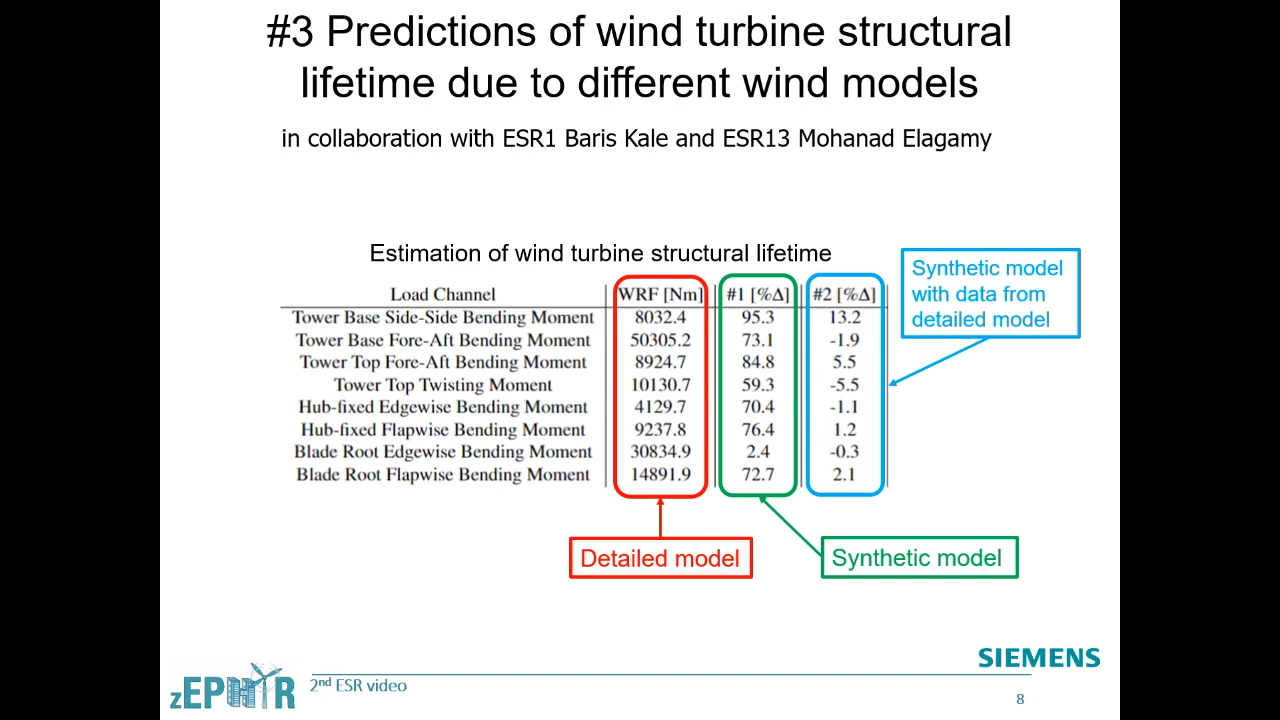 #3 Predictions of wind turbine structural
lifetime due to different wind models
in collaboration with ESR1 Baris Kale and ESR13 Mohanad Elagamy
Estimation of wind turbine structural lifetime
Load Channel WRF [Nm] #1 [%Δ] #2 [%Δ]
Tower Base Side-Side Bending Moment 8032.4 95.3 13.2
Tower Base Fore-Aft Bending Moment 50305.2 73.1 -1.9
Tower Top Fore-Aft Bending Moment 8924.7 84.8 5.5
Tower Top Twisting Moment 10130.7 59.3 -5.5
Hub-fixed Edgewise Bending Moment 4129.7 70.4 -1.1
Hub-fixed Flapwise Bending Moment 9237.8 76.4 1.2
Blade Root Edgewise Bending Moment 30834.9 2.4 -0.3
Blade Root Flapwise Bending Moment 14891.9 72.7 2.1
Synthetic model
with data from
detailed model
Detailed model
Synthetic model
SIEMENS
zEPHYR
2nd ESR video
8